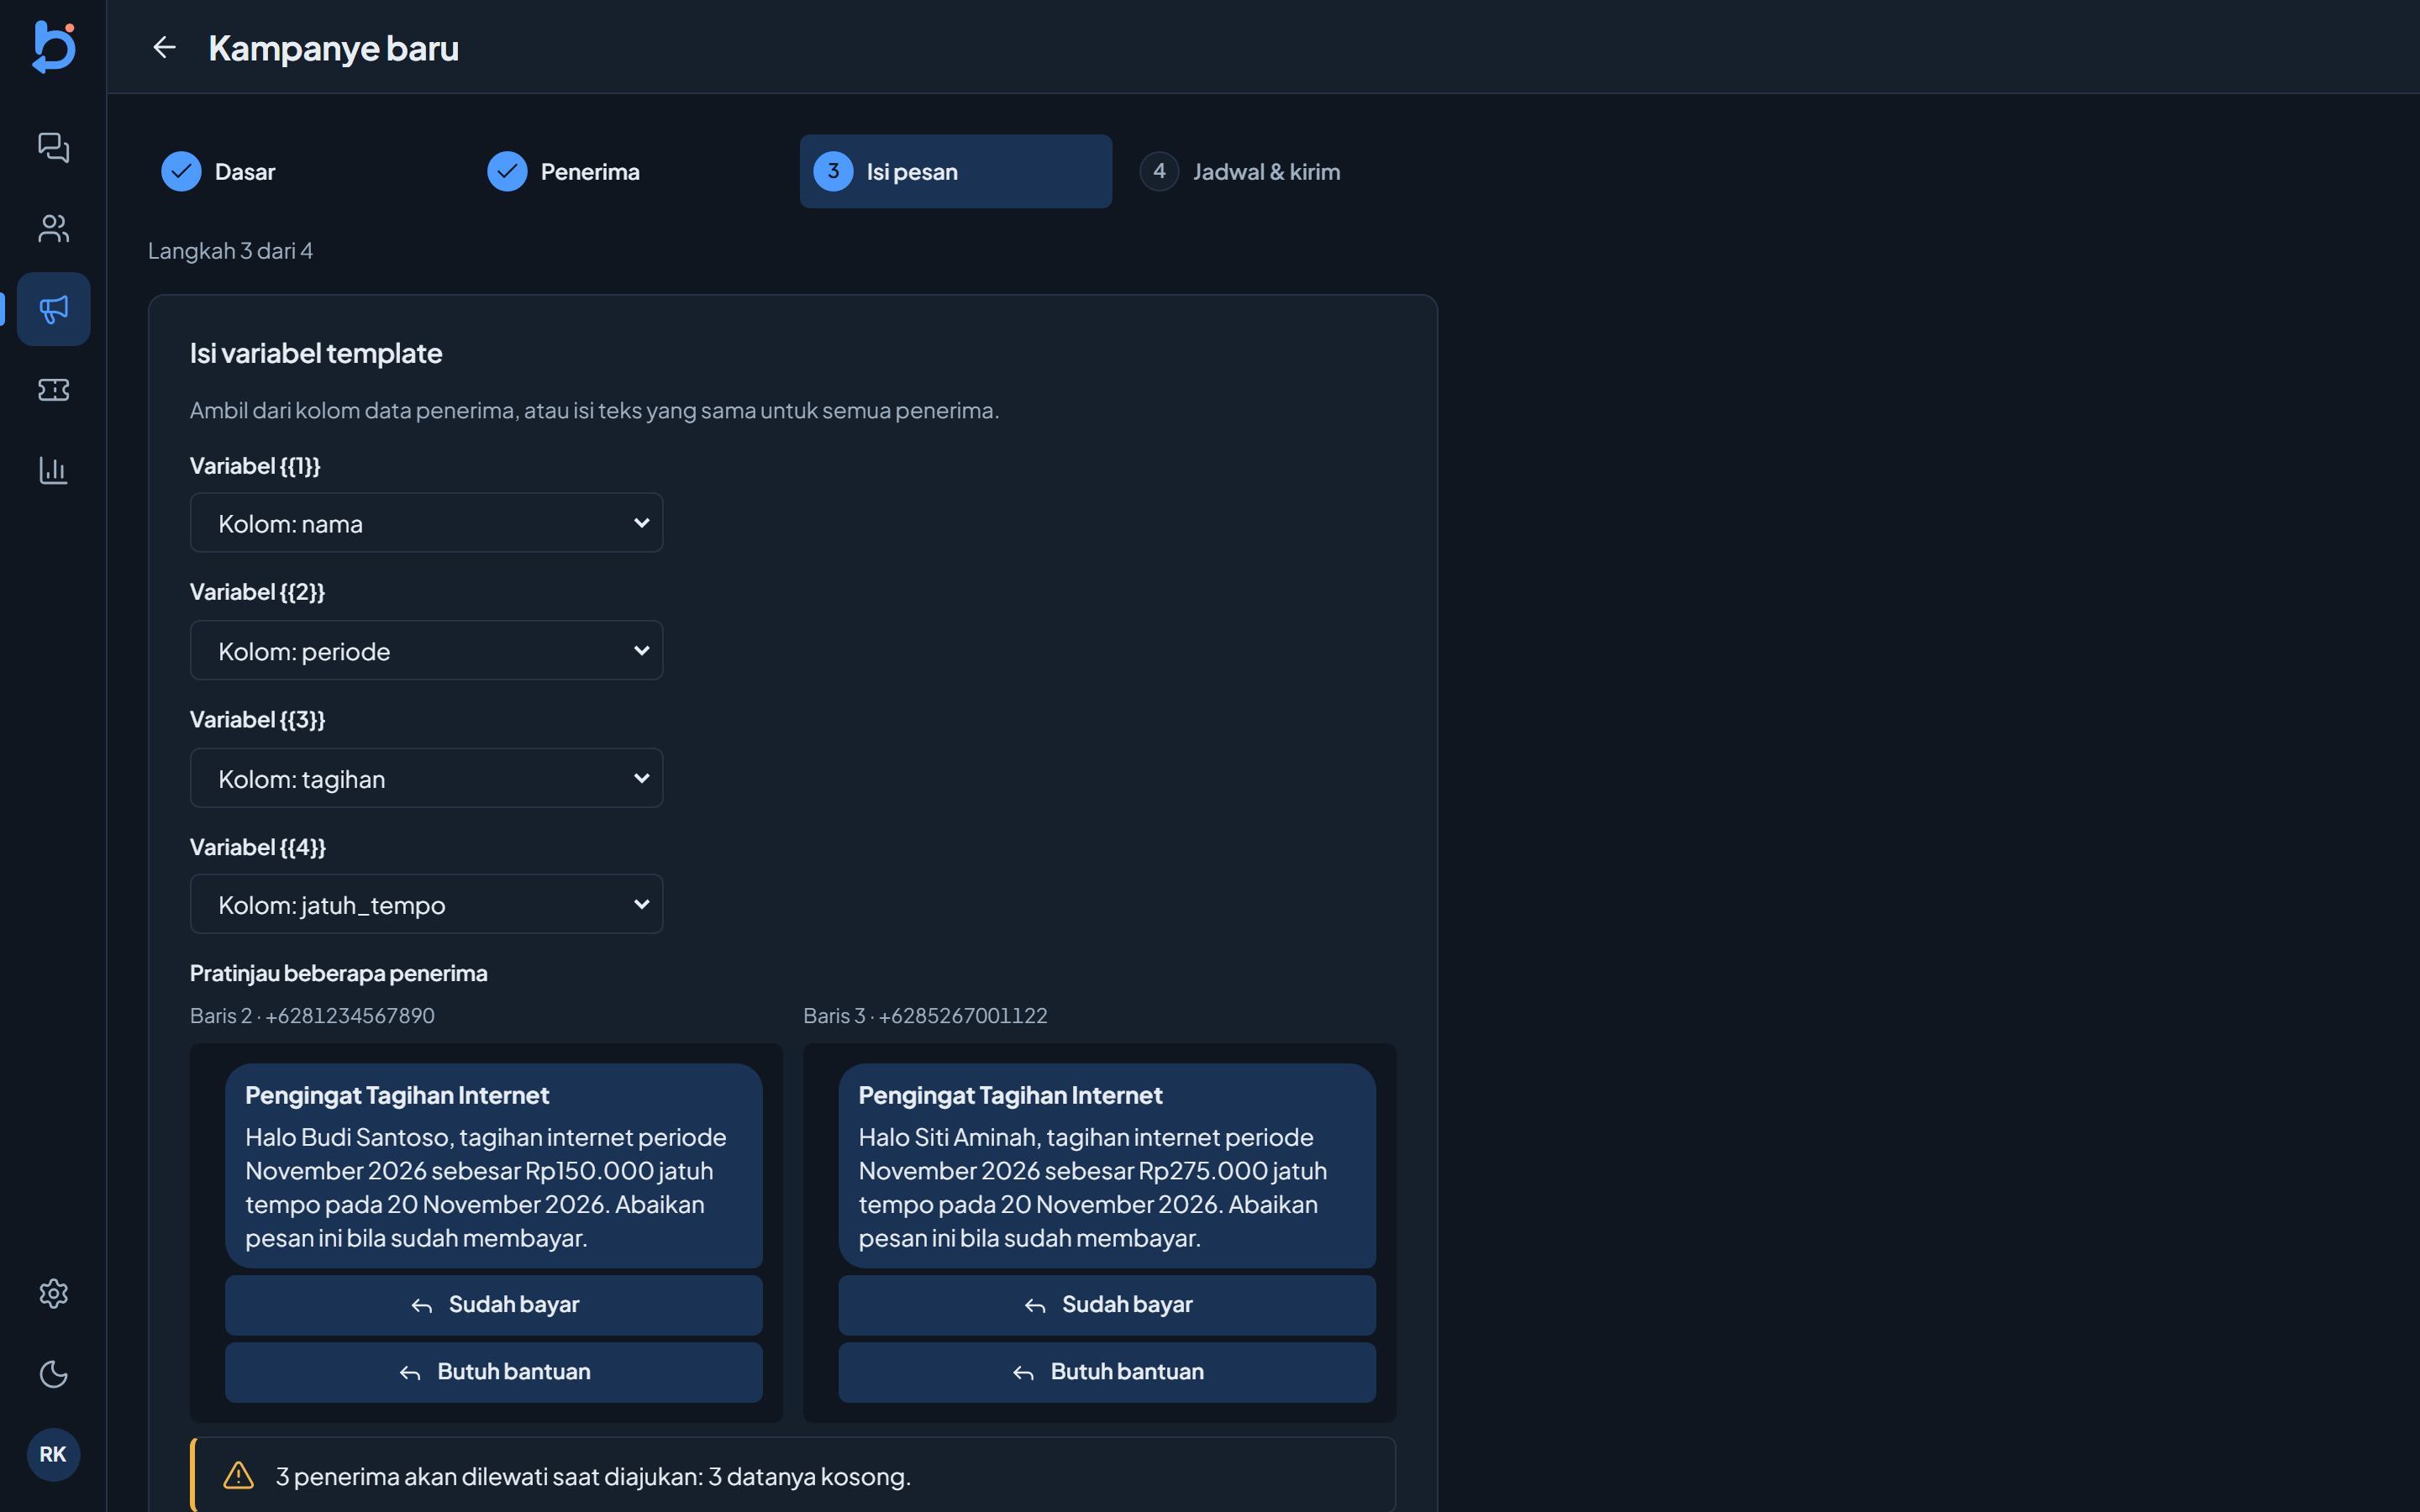 Kampanye baru
Dasar
Penerima
3 Isi pesan
4 Jadwal & kirim
Langkah 3 dari 4
Isi variabel template
Ambil dari kolom data penerima, atau isi teks yang sama untuk semua penerima.
Variabel {{1}}
Kolom: nama
Variabel {{2}}
Kolom: periode
Variabel {{3}}
Kolom: tagihan
Variabel {{4}}
Kolom: jatuh_tempo
Pratinjau beberapa penerima
Baris 2 · +6281234567890
Pengingat Tagihan Internet
Halo Budi Santoso, tagihan internet periode
November 2026 sebesar Rp150.000 jatuh
tempo pada 20 November 2026. Abaikan
pesan ini bila sudah membayar.
Sudah bayar
Butuh bantuan
Baris 3 · +6285267001122
Pengingat Tagihan Internet
Halo Siti Aminah, tagihan internet periode
November 2026 sebesar Rp275.000 jatuh
tempo pada 20 November 2026. Abaikan
pesan ini bila sudah membayar.
Sudah bayar
Butuh bantuan
3 penerima akan dilewati saat diajukan: 3 datanya kosong.
RK